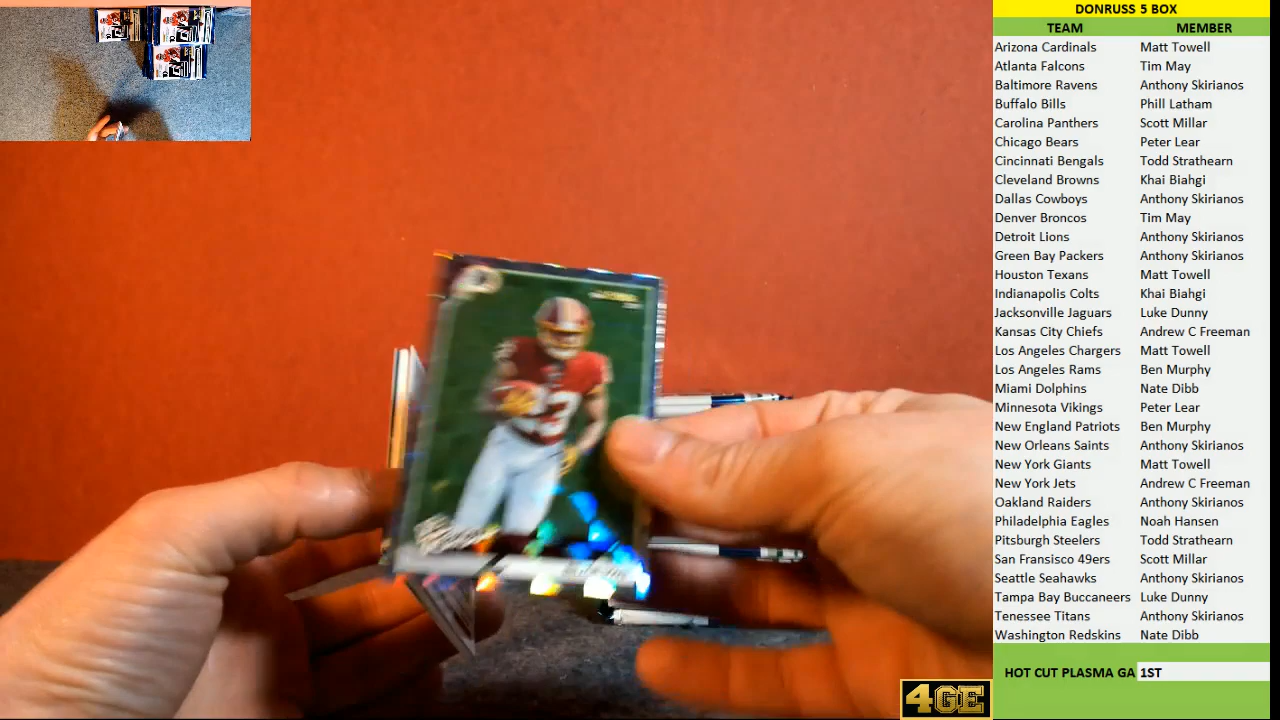 DONRUSS 5 BOX
TEAM MEMBER
Arizona Cardinals Matt Towell
Atlanta Falcons Tim May
Baltimore Ravens Anthony Skirianos
Buffalo Bills Phill Latham
Carolina Panthers Scott Millar
Chicago Bears Peter Lear
Cincinnati Bengals Todd Strathearn
Cleveland Browns Khai Biahgi
Dallas Cowboys Anthony Skirianos
Denver Broncos Tim May
Detroit Lions Anthony Skirianos
Green Bay Packers Anthony Skirianos
Houston Texans Matt Towell
Indianapolis Colts Khai Biahgi
Jacksonville Jaguars Luke Dunny
Kansas City Chiefs Andrew C Freeman
Los Angeles Chargers Matt Towell
Los Angeles Rams Ben Murphy
Miami Dolphins Nate Dibb
Minnesota Vikings Peter Lear
New England Patriots Ben Murphy
New Orleans Saints Anthony Skirianos
New York Giants Matt Towell
New York Jets Andrew C Freeman
Oakland Raiders Anthony Skirianos
Philadelphia Eagles Noah Hansen
Pitsburgh Steelers Todd Strathearn
San Fransisco 49ers Scott Millar
Seattle Seahawks Anthony Skirianos
Tampa Bay Buccaneers Luke Dunny
Tenessee Titans Anthony Skirianos
Washington Redskins Nate Dibb
HOT CUT PLASMA GA 1ST
4GE